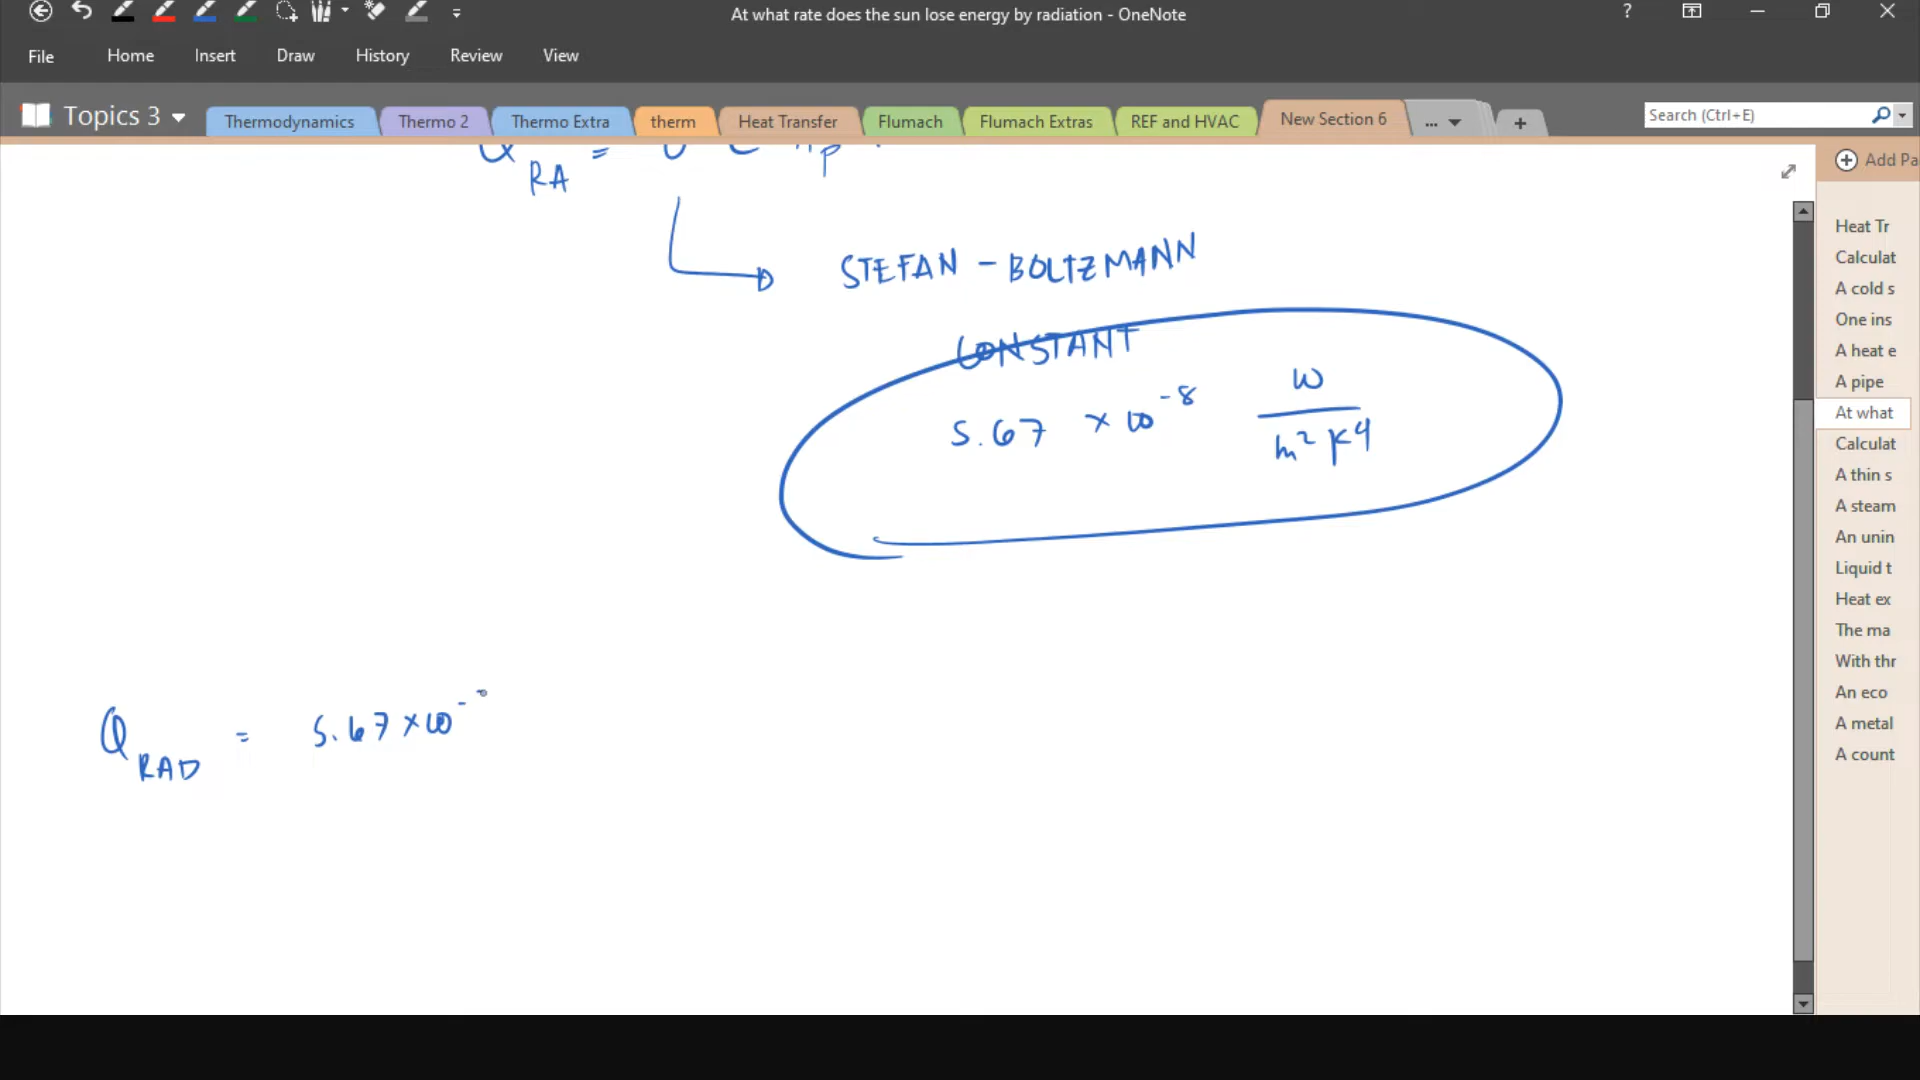 At what rate does the sun lose energy by radiation - OneNote
?
File Home Insert Draw History Review View
Topics 3
Thermodynamics Thermo 2 Thermo Extra therm Heat Transfer Flumach Flumach Extras REF and HVAC New Section 6 ... +
Search (Ctrl+E)
Add Pa
Heat Tr
Calculat
A cold s
One ins
A heat e
A pipe
At what
Calculat
A thin s
A steam
An unin
Liquid t
Heat ex
The ma
With thr
An eco
A metal
A count
Q RA =
STEFAN - BOLTZMANN
CONSTANT
5.67 × 10⁻⁸ W / m² K⁴
Q RAD = 5.67 × 10⁻